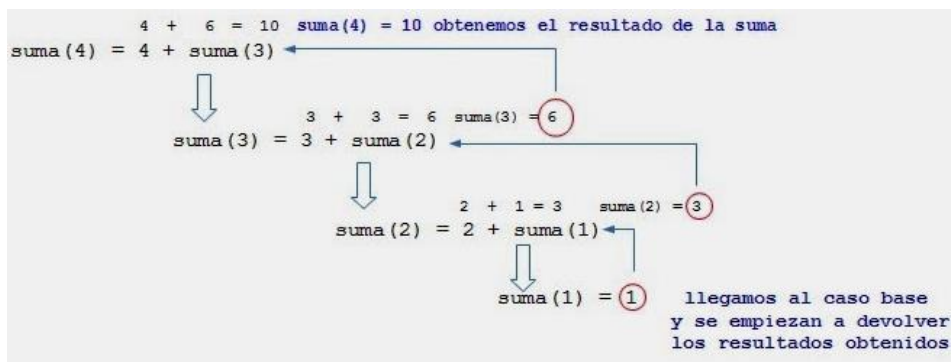 4 + 6 = 10 suma(4) = 10 obtenemos el resultado de la suma
suma(4) = 4 + suma(3)
3 + 3 = 6 suma(3) = 6
suma(3) = 3 + suma(2)
2 + 1 = 3 suma(2) = 3
suma(2) = 2 + suma(1)
suma(1) = 1
llegamos al caso base
y se empiezan a devolver
los resultados obtenidos